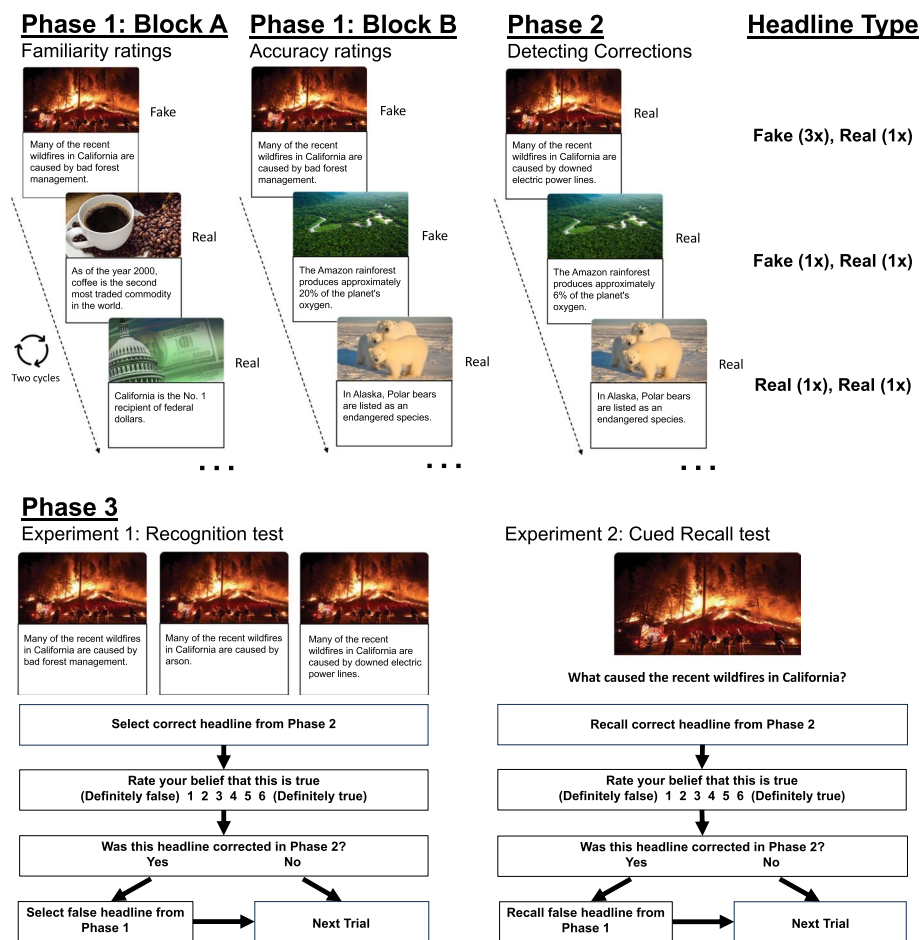 Phase 1: Block A
Familiarity ratings
Fake
Many of the recent
wildfires in California are
caused by bad forest
management.
Real
As of the year 2000,
coffee is the second
most traded commodity
in the world.
Two cycles
Real
California is the No. 1
recipient of federal
dollars.
. . .
Phase 1: Block B
Accuracy ratings
Fake
Many of the recent
wildfires in California are
caused by bad forest
management.
Fake
The Amazon rainforest
produces approximately
20% of the planet's
oxygen.
Real
In Alaska, Polar bears
are listed as an
endangered species.
. . .
Phase 2
Detecting Corrections
Real
Many of the recent
wildfires in California are
caused by downed
electric power lines.
Real
The Amazon rainforest
produces approximately
6% of the planet's
oxygen.
Real
In Alaska, Polar bears
are listed as an
endangered species.
. . .
Headline Type
Fake (3x), Real (1x)
Fake (1x), Real (1x)
Real (1x), Real (1x)
Phase 3
Experiment 1: Recognition test
Many of the recent wildfires
in California are caused by
bad forest management.
Many of the recent wildfires
in California are caused by
arson.
Many of the recent
wildfires in California are
caused by downed electric
power lines.
Select correct headline from Phase 2
Rate your belief that this is true
(Definitely false) 1 2 3 4 5 6 (Definitely true)
Was this headline corrected in Phase 2?
Yes No
Select false headline from
Phase 1
Next Trial
Experiment 2: Cued Recall test
What caused the recent wildfires in California?
Recall correct headline from Phase 2
Rate your belief that this is true
(Definitely false) 1 2 3 4 5 6 (Definitely true)
Was this headline corrected in Phase 2?
Yes No
Recall false headline from
Phase 1
Next Trial